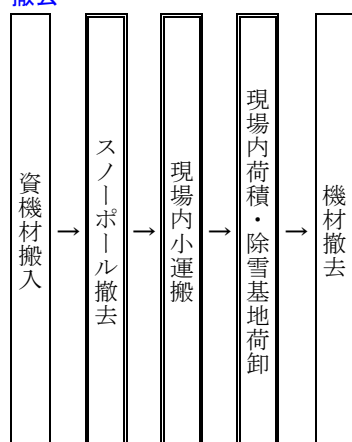 撤去
資機材搬入
→
スノーポール撤去
→
現場内小運搬
→
現場内荷積・除雪基地荷卸
→
機材撤去